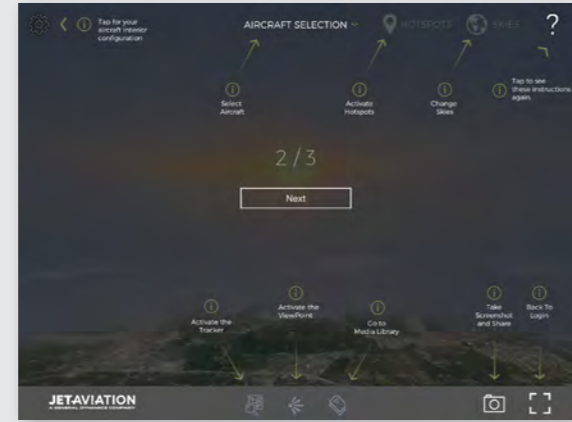 Tap for your
aircraft interior
configuration
AIRCRAFT SELECTION
HOTSPOTS
SKIES
?
Select
Aircraft
Activate
Hotspots
Change
Skies
Tap to see
these instructions
again.
2 / 3
Next
Activate the
Tracker
Activate the
ViewPoint
Go to
Media Library
Take
Screenshot
and Share
Back To
Login
JET AVIATION
A GENERAL DYNAMICS COMPANY